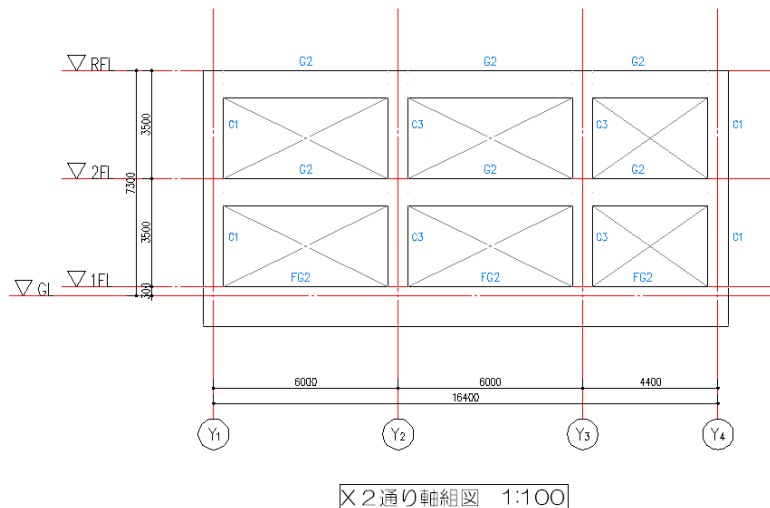 G2 G2 G2
RFL
C1 C3 C3 C1
3500
G2 G2 G2
2FL
7300
3500
C1 C3 C3 C1
FG2 FG2 FG2
1FL
300
GL
6000 6000 4400
16400
Y1 Y2 Y3 Y4
X2通り軸組図 1:100